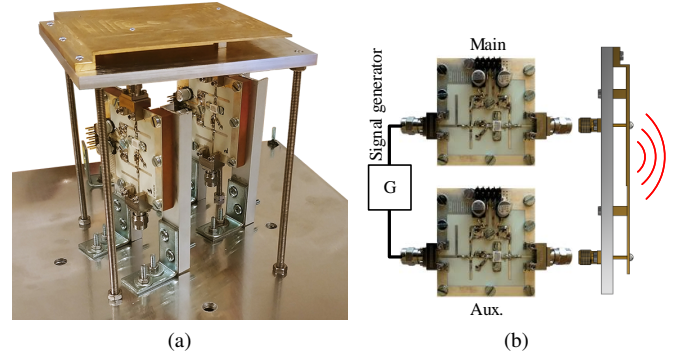 Main
Signal generator
G
Aux.
(a)
(b)